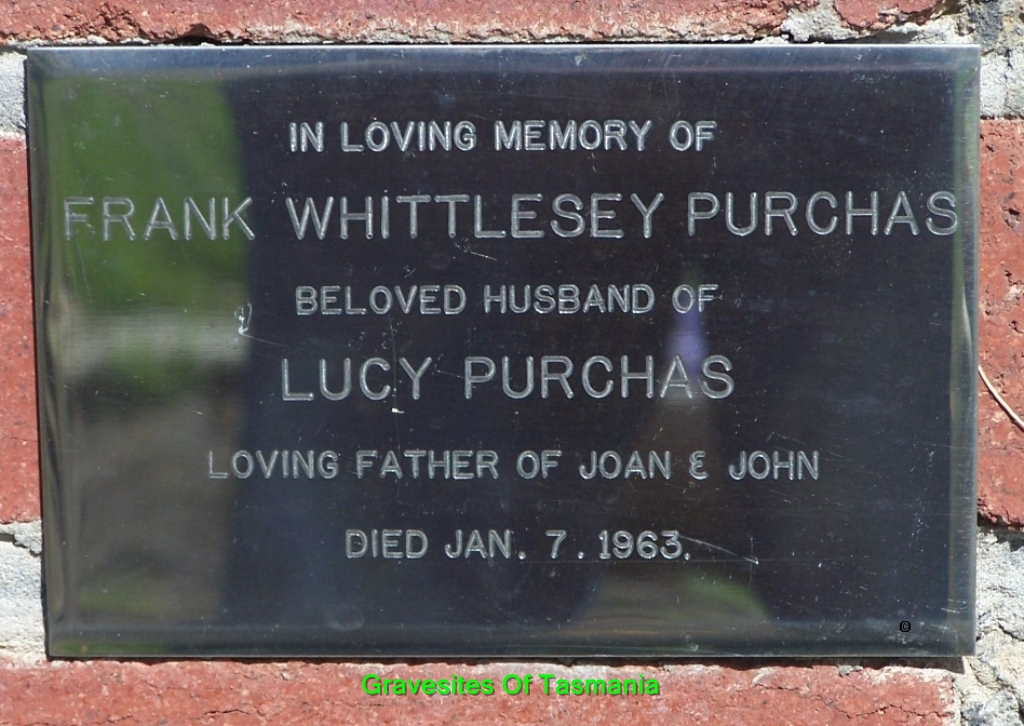 IN LOVING MEMORY OF
FRANK WHITTLESEY PURCHAS
BELOVED HUSBAND OF
LUCY PURCHAS
LOVING FATHER OF JOAN & JOHN
DIED JAN. 7. 1963.
©
Gravesites Of Tasmania